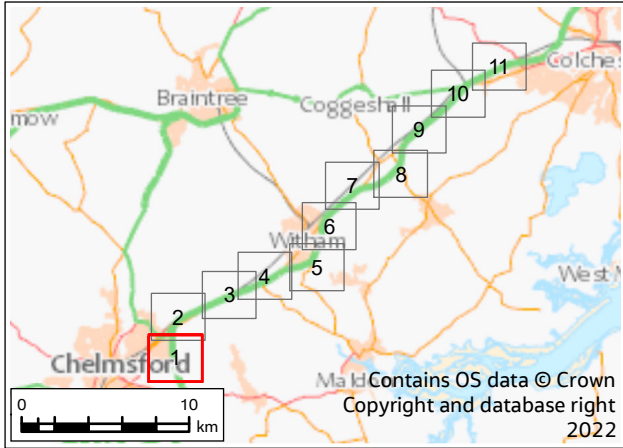 11
Colches
Braintree
10
mow
Coggeshall
9
8
7
6
Witham
5
4
West M
3
2
Chelmsford
1
Mald
Contains OS data © Crown
Copyright and database right
2022
0 10
km